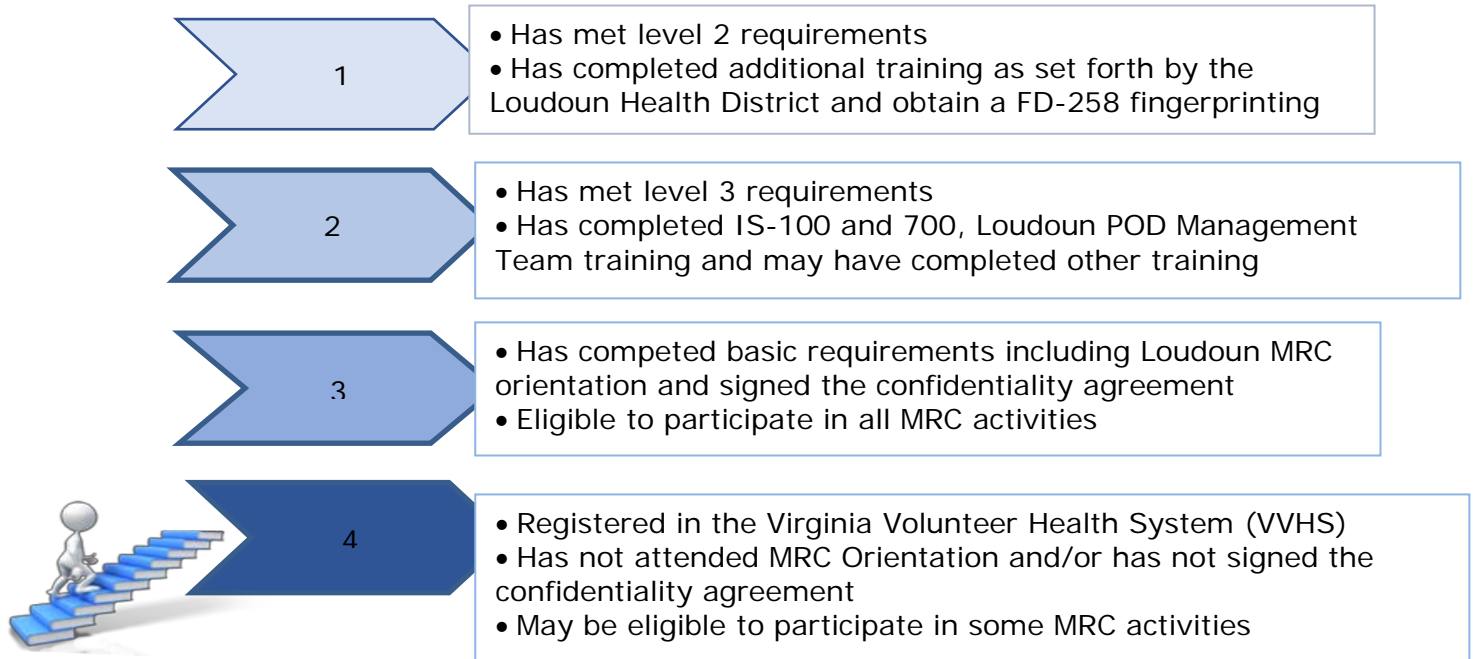 1
• Has met level 2 requirements
• Has completed additional training as set forth by the
Loudoun Health District and obtain a FD-258 fingerprinting
2
• Has met level 3 requirements
• Has completed IS-100 and 700, Loudoun POD Management
Team training and may have completed other training
3
• Has competed basic requirements including Loudoun MRC
orientation and signed the confidentiality agreement
• Eligible to participate in all MRC activities
4
• Registered in the Virginia Volunteer Health System (VVHS)
• Has not attended MRC Orientation and/or has not signed the
confidentiality agreement
• May be eligible to participate in some MRC activities